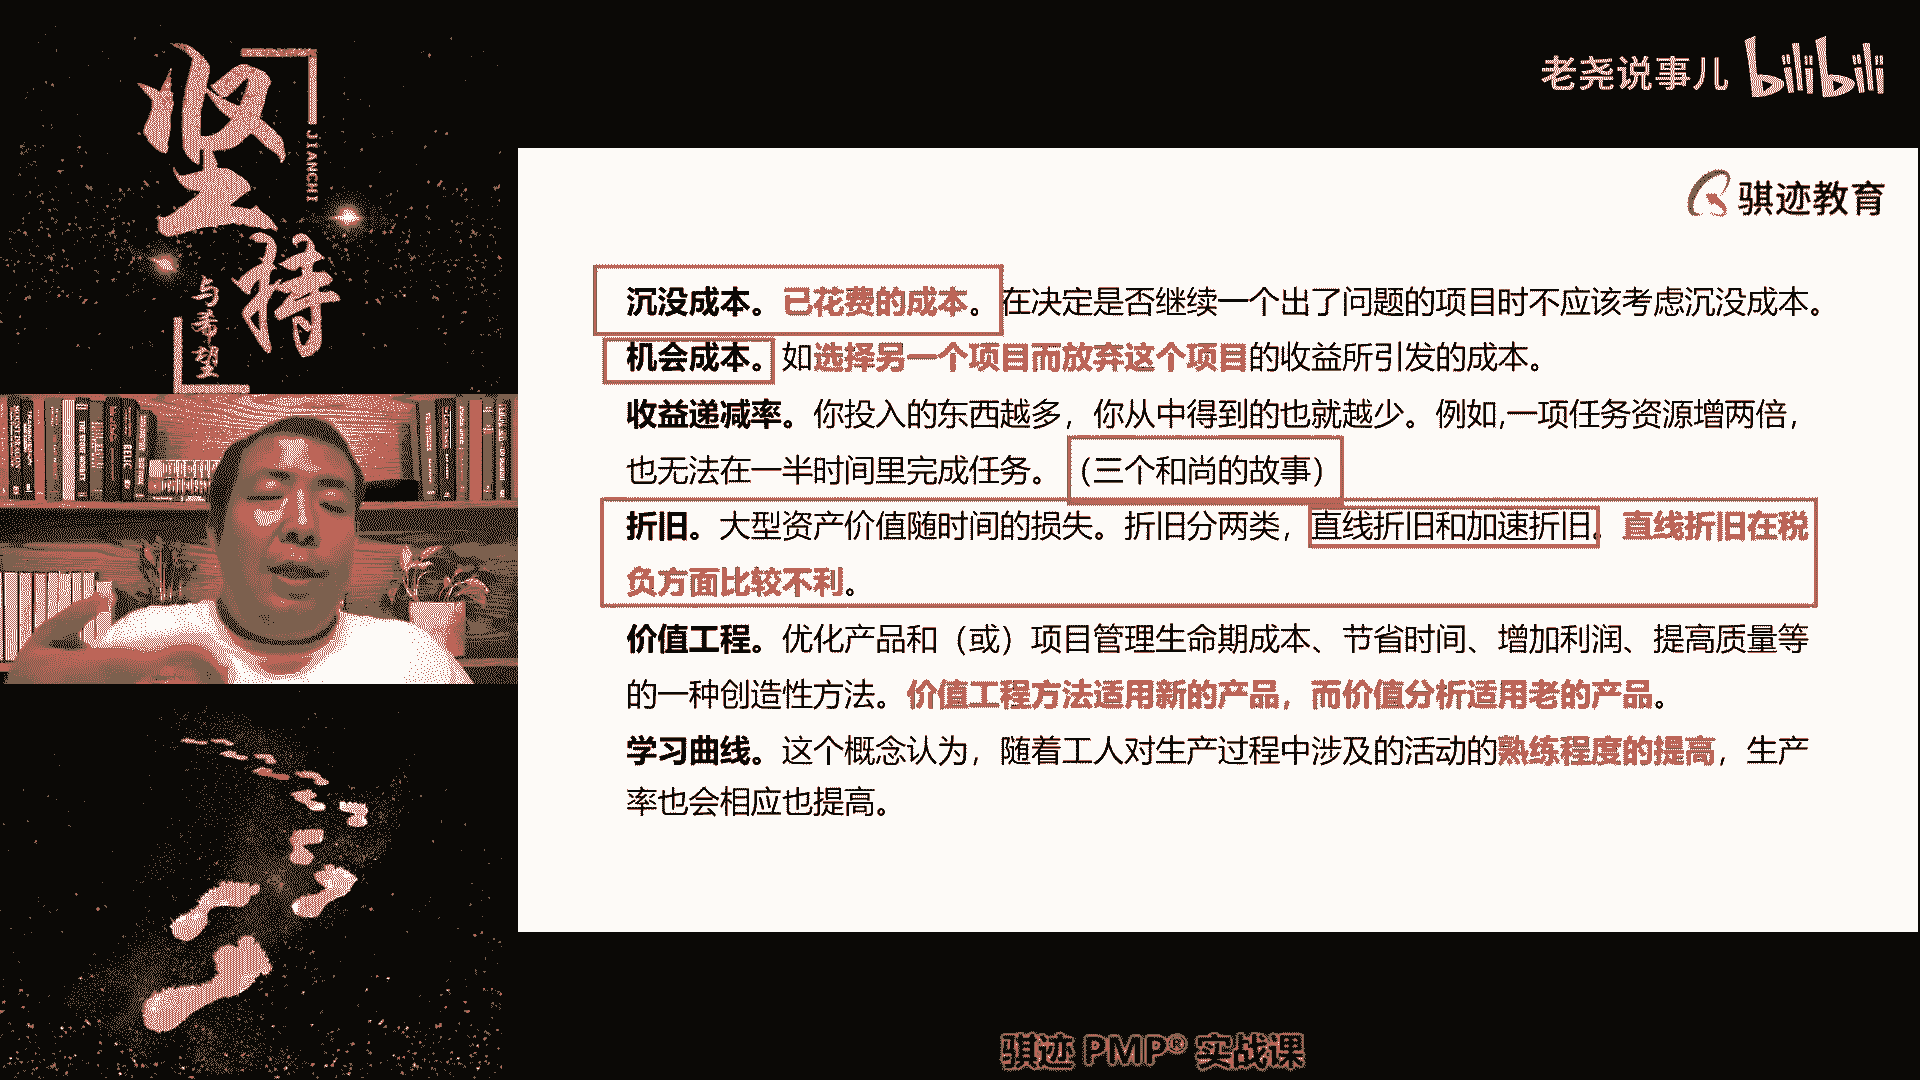 坚持
JIANCHI
与希望
老尧说事儿 bilibili
骐迹教育
沉没成本。已花费的成本。在决定是否继续一个出了问题的项目时不应该考虑沉没成本。
机会成本。如选择另一个项目而放弃这个项目的收益所引发的成本。
收益递减率。你投入的东西越多，你从中得到的也就越少。例如,一项任务资源增两倍，
也无法在一半时间里完成任务。（三个和尚的故事）
折旧。大型资产价值随时间的损失。折旧分两类，直线折旧和加速折旧。直线折旧在税
负方面比较不利。
价值工程。优化产品和（或）项目管理生命期成本、节省时间、增加利润、提高质量等
的一种创造性方法。价值工程方法适用新的产品，而价值分析适用老的产品。
学习曲线。这个概念认为，随着工人对生产过程中涉及的活动的熟练程度的提高，生产
率也会相应也提高。
骐迹 PMP® 实战课